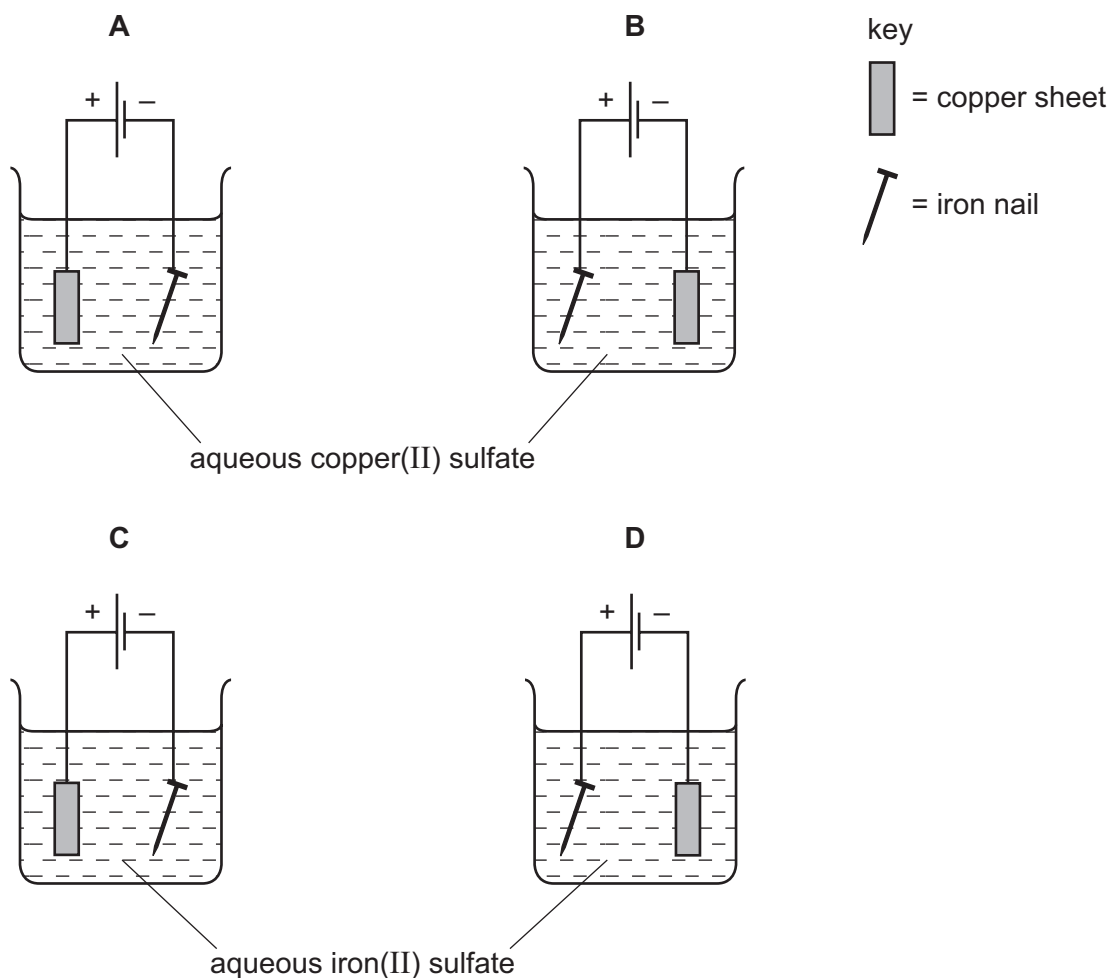 A
B
key
+ –
+ –
= copper sheet
= iron nail
aqueous copper(II) sulfate
C
D
+ –
+ –
aqueous iron(II) sulfate